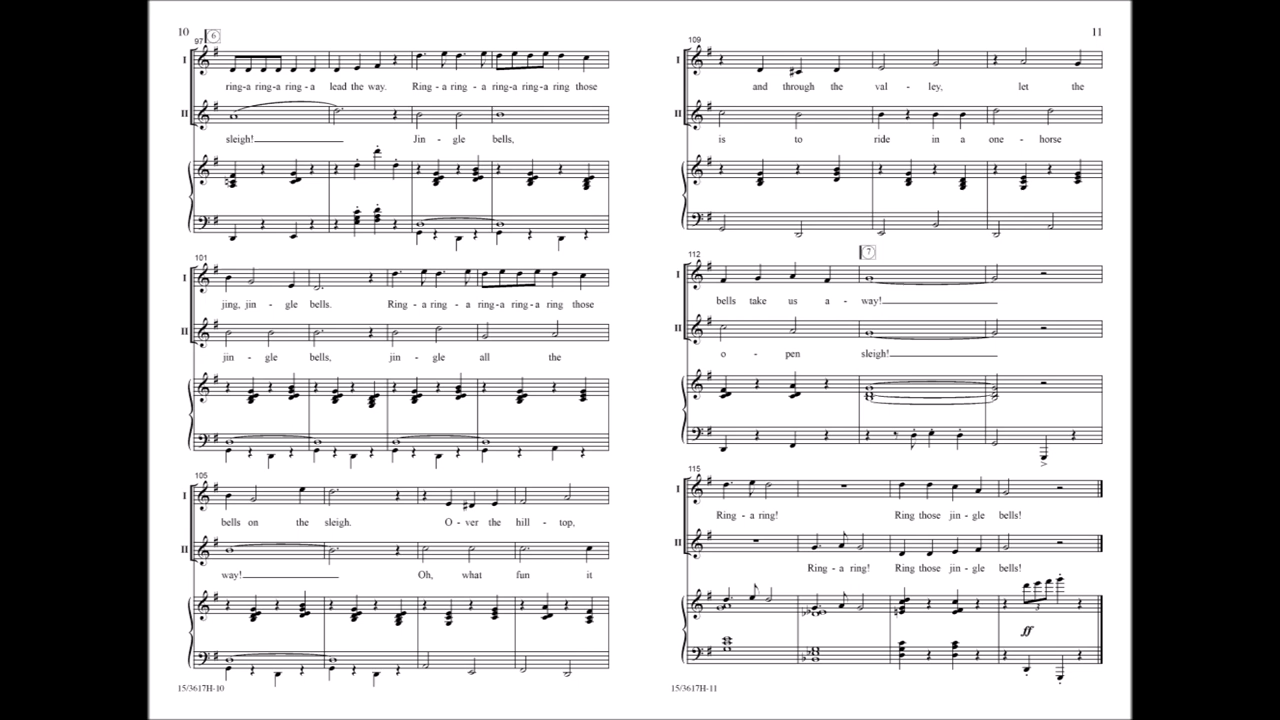 10
97 6
I
ring-a ring-a ring - a lead the way. Ring - a ring - a ring-a ring-a ring those
II
sleigh! Jin - gle bells,
101
I
jing, jin - gle bells. Ring - a ring - a ring-a ring-a ring those
II
jin - gle bells, jin - gle all the
105
I
bells on the sleigh. O - ver the hill - top,
II
way! Oh, what fun it
15/3617H-10
11
109
I
and through the val - ley, let the
II
is to ride in a one - horse
112 7
I
bells take us a - way!
II
o - pen sleigh!
115
I
Ring - a ring! Ring those jin - gle bells!
II
Ring - a ring! Ring those jin - gle bells!
3
ff
15/3617H-11